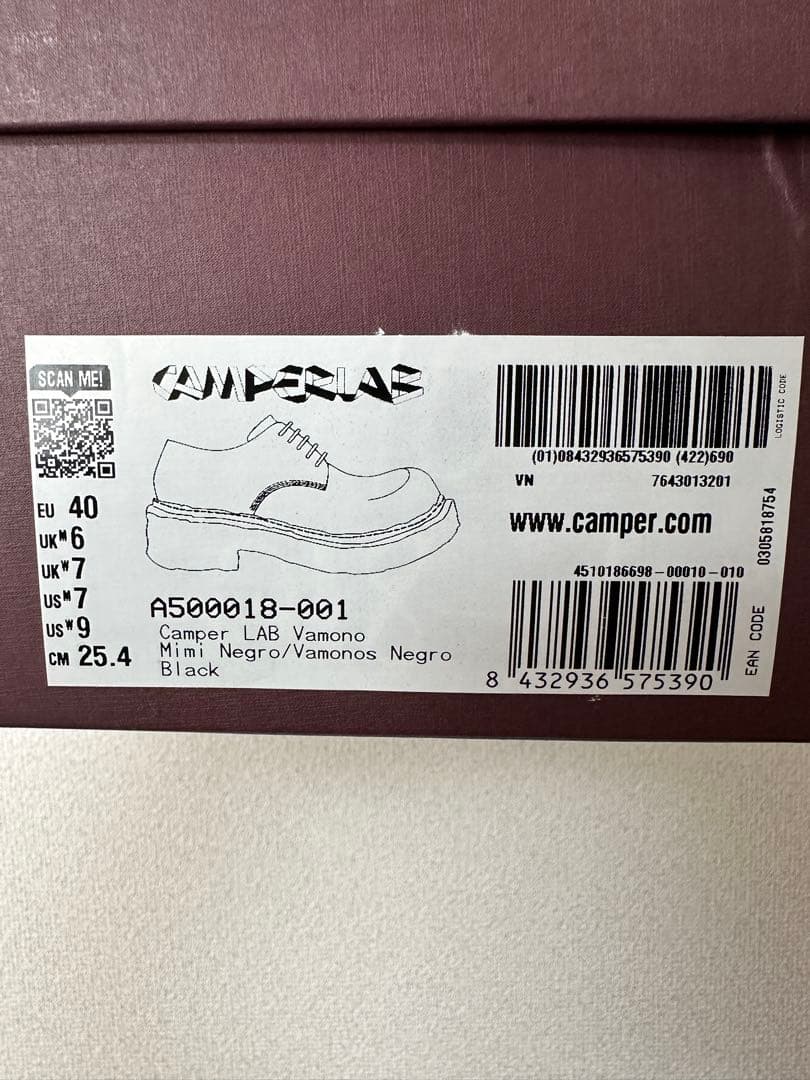 SCAN ME!
CAMPERLAB
EU 40
UK M 6
UK W 7
US M 7
US W 9
CM 25.4
A500018-001
Camper LAB Vamono
Mimi Negro/Vamonos Negro
Black
LOGISTIC CODE
(01)08432936575390 (422)690
VN 7643013201
www.camper.com
0305818754
4510186698-00010-010
EAN CODE
8 432936 575390